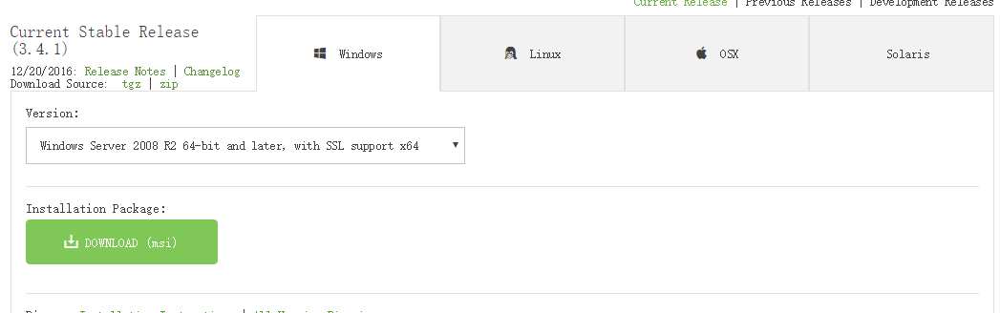 Current Release | Previous Releases | Development Releases
Current Stable Release
(3.4.1)
12/20/2016: Release Notes | Changelog
Download Source: tgz | zip
Windows
Linux
OSX
Solaris
Version:
Windows Server 2008 R2 64-bit and later, with SSL support x64
Installation Package:
DOWNLOAD (msi)